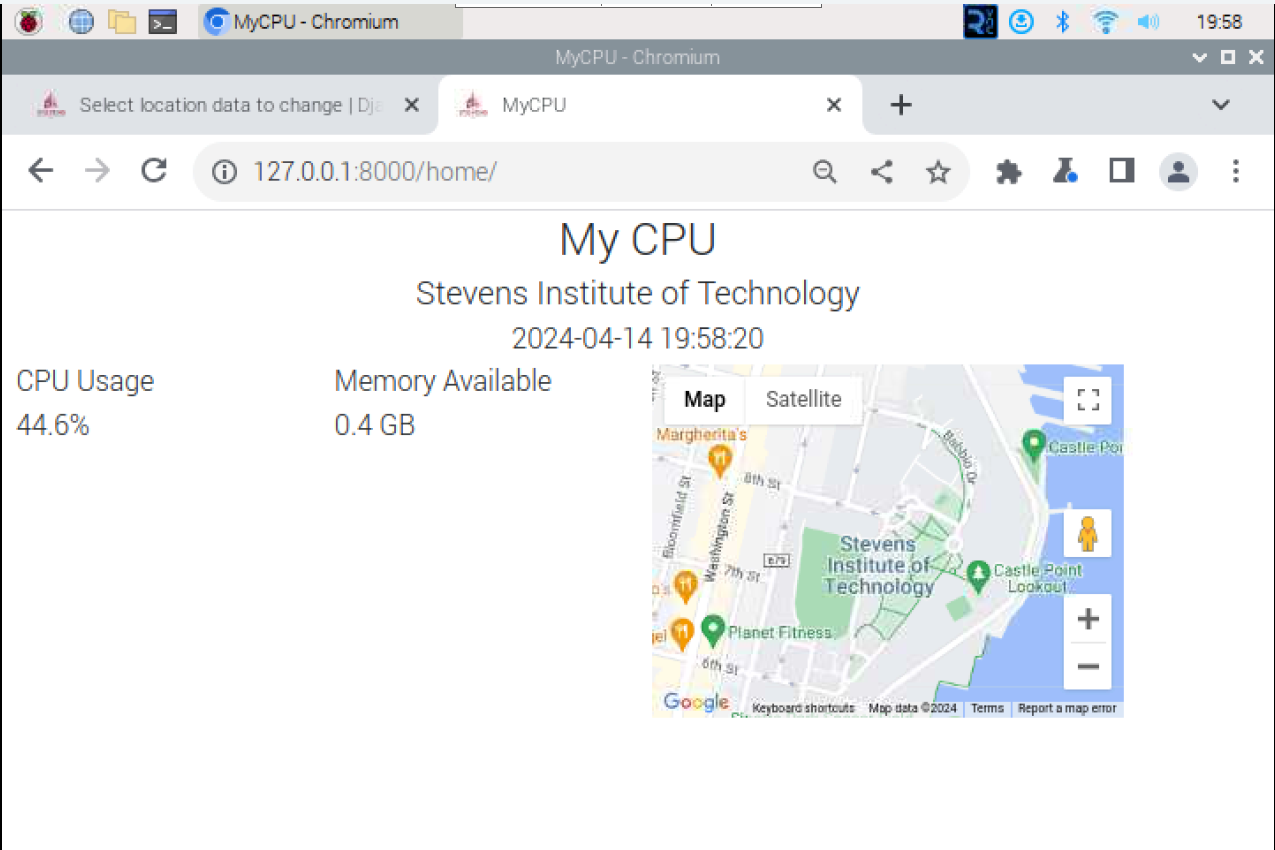 MyCPU - Chromium
19:58
MyCPU - Chromium
Select location data to change | Dja
MyCPU
127.0.0.1:8000/home/
My CPU
Stevens Institute of Technology
2024-04-14 19:58:20
CPU Usage
44.6%
Memory Available
0.4 GB
Map
Satellite
Margherita's
8th St
Babbio Dr
Castle Poi
Bloomfield St
Washington St
Stevens
Institute of
Technology
7th St
Castle Point
Lookout
Planet Fitness
6th St
Google
Keyboard shortcuts
Map data ©2024
Terms
Report a map error